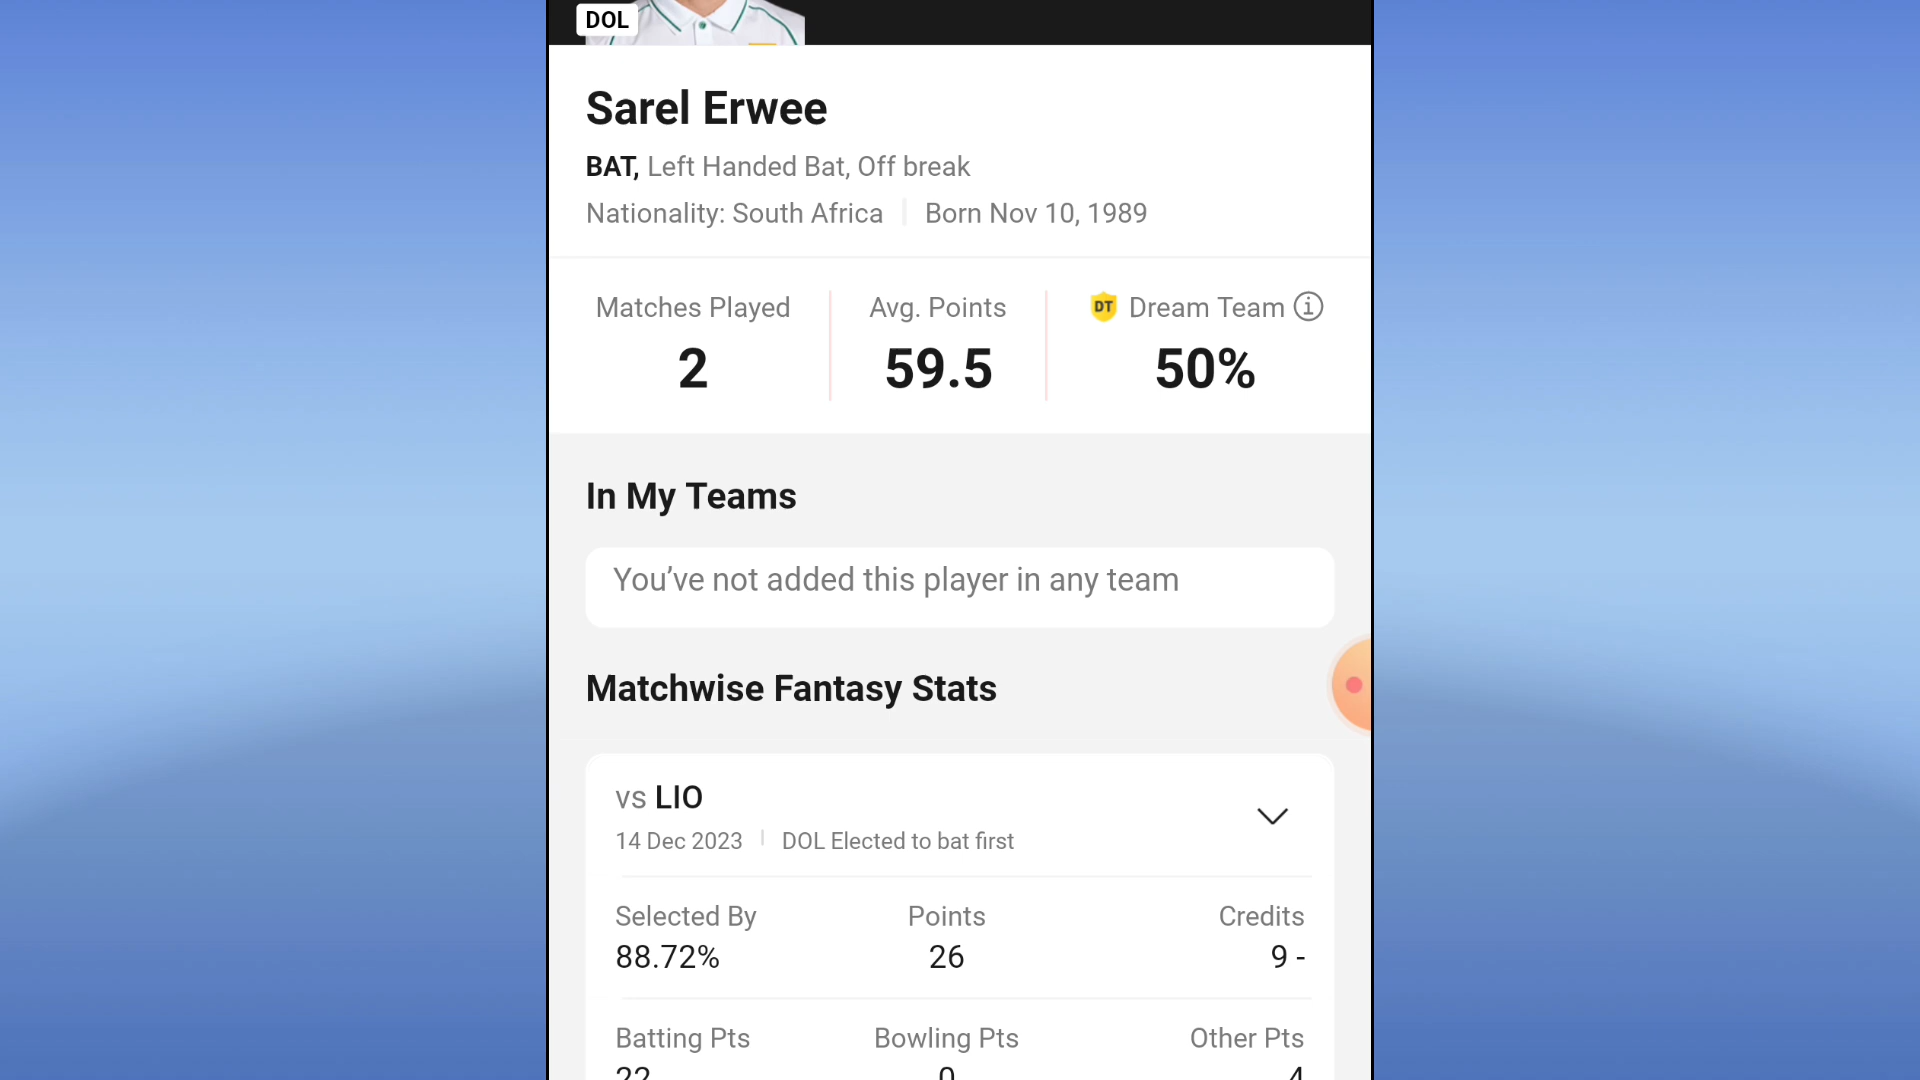 DOL
Sarel Erwee
BAT, Left Handed Bat, Off break
Nationality: South Africa Born Nov 10, 1989
Matches Played Avg. Points DT Dream Team
2 59.5 50%
In My Teams
You’ve not added this player in any team
Matchwise Fantasy Stats
vs LIO
14 Dec 2023 DOL Elected to bat first
Selected By Points Credits
88.72% 26 9 -
Batting Pts Bowling Pts Other Pts
22 0 4